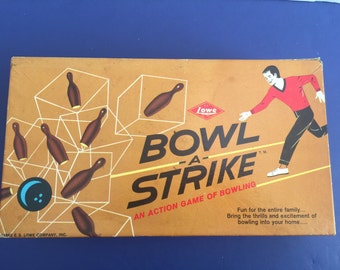 Lowe
BOWL
-A-
STRIKE
AN ACTION GAME OF BOWLING
Fun for the entire family...
Bring the thrills and excitement of
bowling into your home....
E. S. LOWE COMPANY, INC.